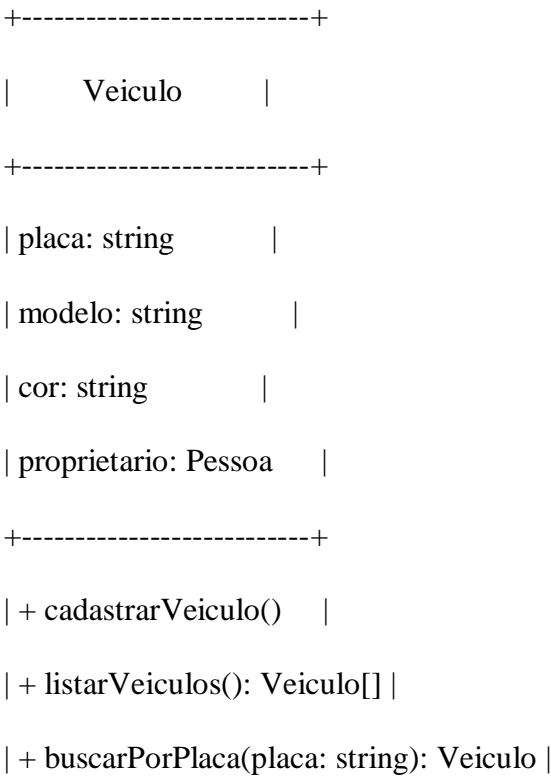 +---------------------------+
|        Veiculo        |
+---------------------------+
| placa: string             |
| modelo: string           |
| cor: string              |
| proprietario: Pessoa     |
+---------------------------+
| + cadastrarVeiculo()     |
| + listarVeiculos(): Veiculo[] |
| + buscarPorPlaca(placa: string): Veiculo |